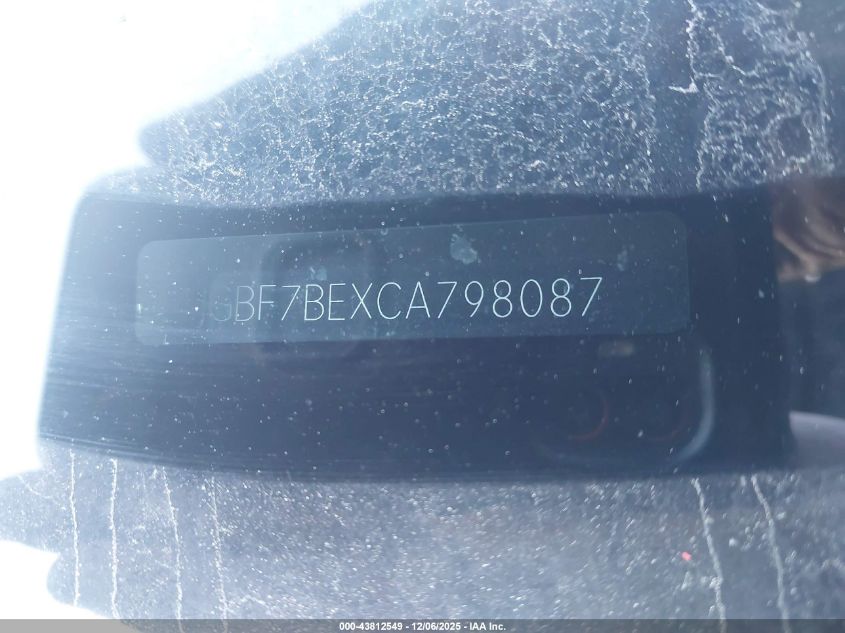 GBF7BEXCA798087
000-43812549 - 12/06/2025 - IAA Inc.